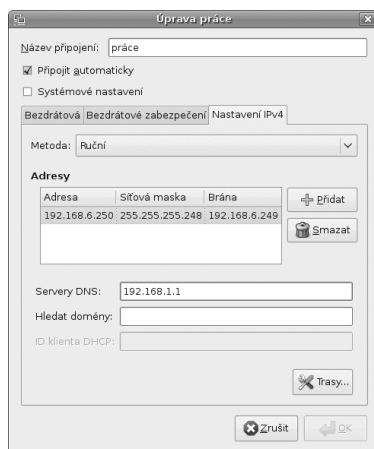 Úprava práce
Název připojení: práce
Připojit automaticky
Systémové nastavení
Bezdrátová Bezdrátové zabezpečení Nastavení IPv4
Metoda: Ruční
Adresy
Adresa Síťová maska Brána
192.168.6.250 255.255.255.248 192.168.6.249
Přidat
Smazat
Servery DNS: 192.168.1.1
Hledat domény:
ID klienta DHCP:
Trasy...
Zrušit OK